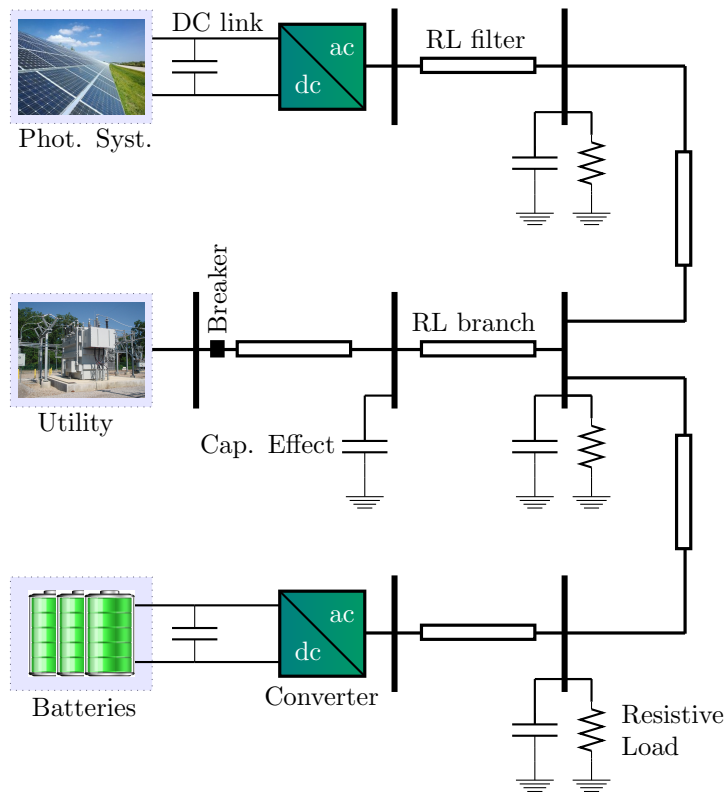 DC link
RL filter
ac
dc
Phot. Syst.
Breaker
RL branch
Utility
Cap. Effect
ac
dc
Converter
Batteries
Resistive
Load